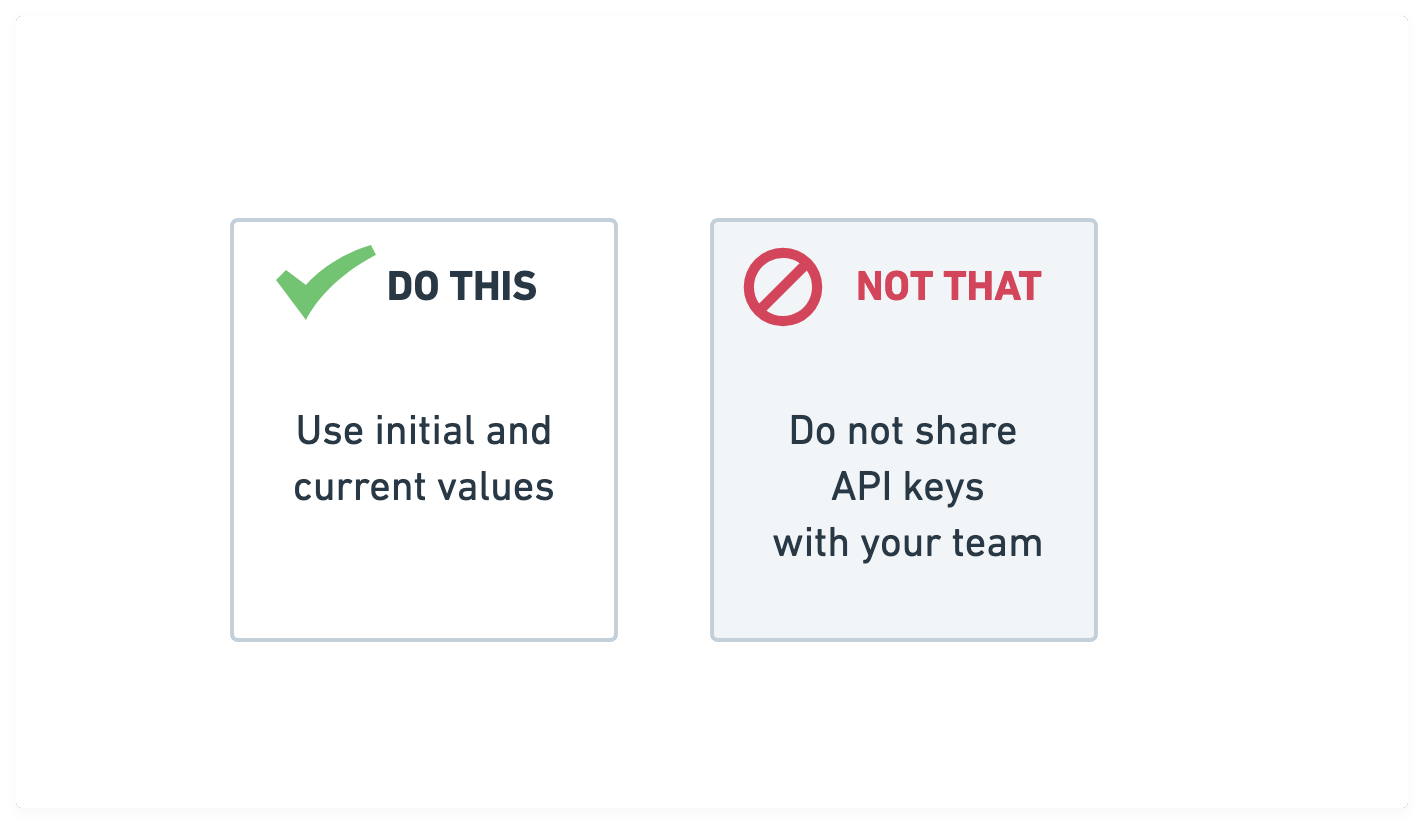 DO THIS
Use initial and
current values
NOT THAT
Do not share
API keys
with your team